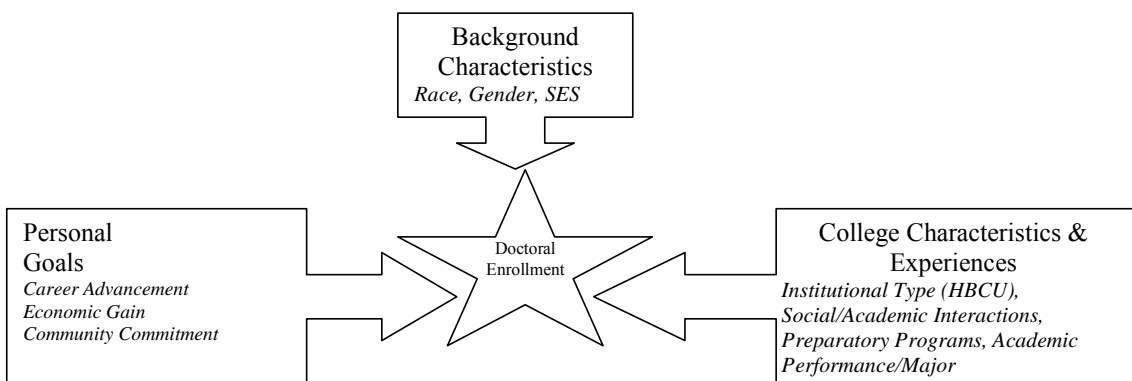 Background
Characteristics
Race, Gender, SES
Personal
Goals
Career Advancement
Economic Gain
Community Commitment
Doctoral
Enrollment
College Characteristics &
Experiences
Institutional Type (HBCU),
Social/Academic Interactions,
Preparatory Programs, Academic
Performance/Major